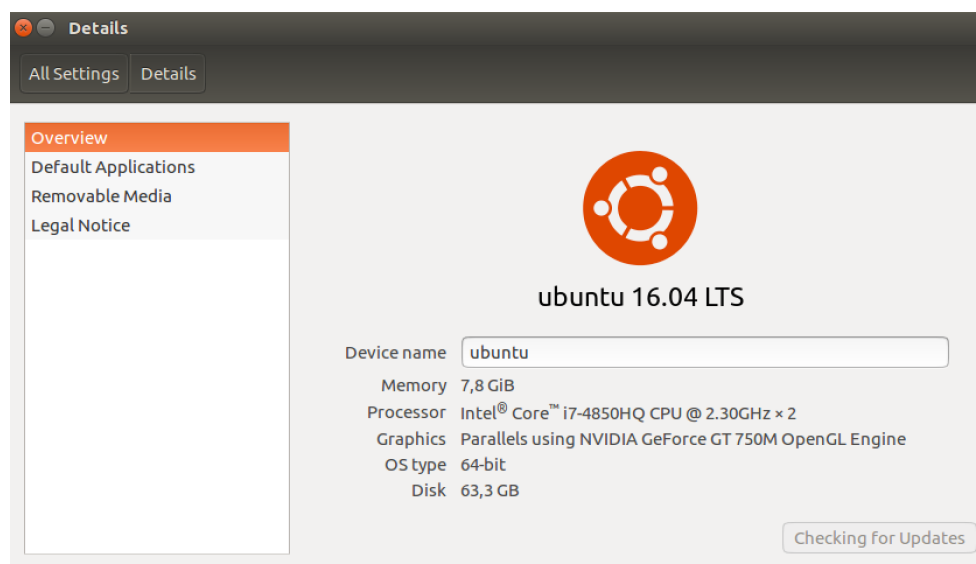 Details
All Settings Details
Overview
Default Applications
Removable Media
Legal Notice
ubuntu 16.04 LTS
Device name ubuntu
Memory 7,8 GiB
Processor Intel® Core™ i7-4850HQ CPU @ 2.30GHz × 2
Graphics Parallels using NVIDIA GeForce GT 750M OpenGL Engine
OS type 64-bit
Disk 63,3 GB
Checking for Updates